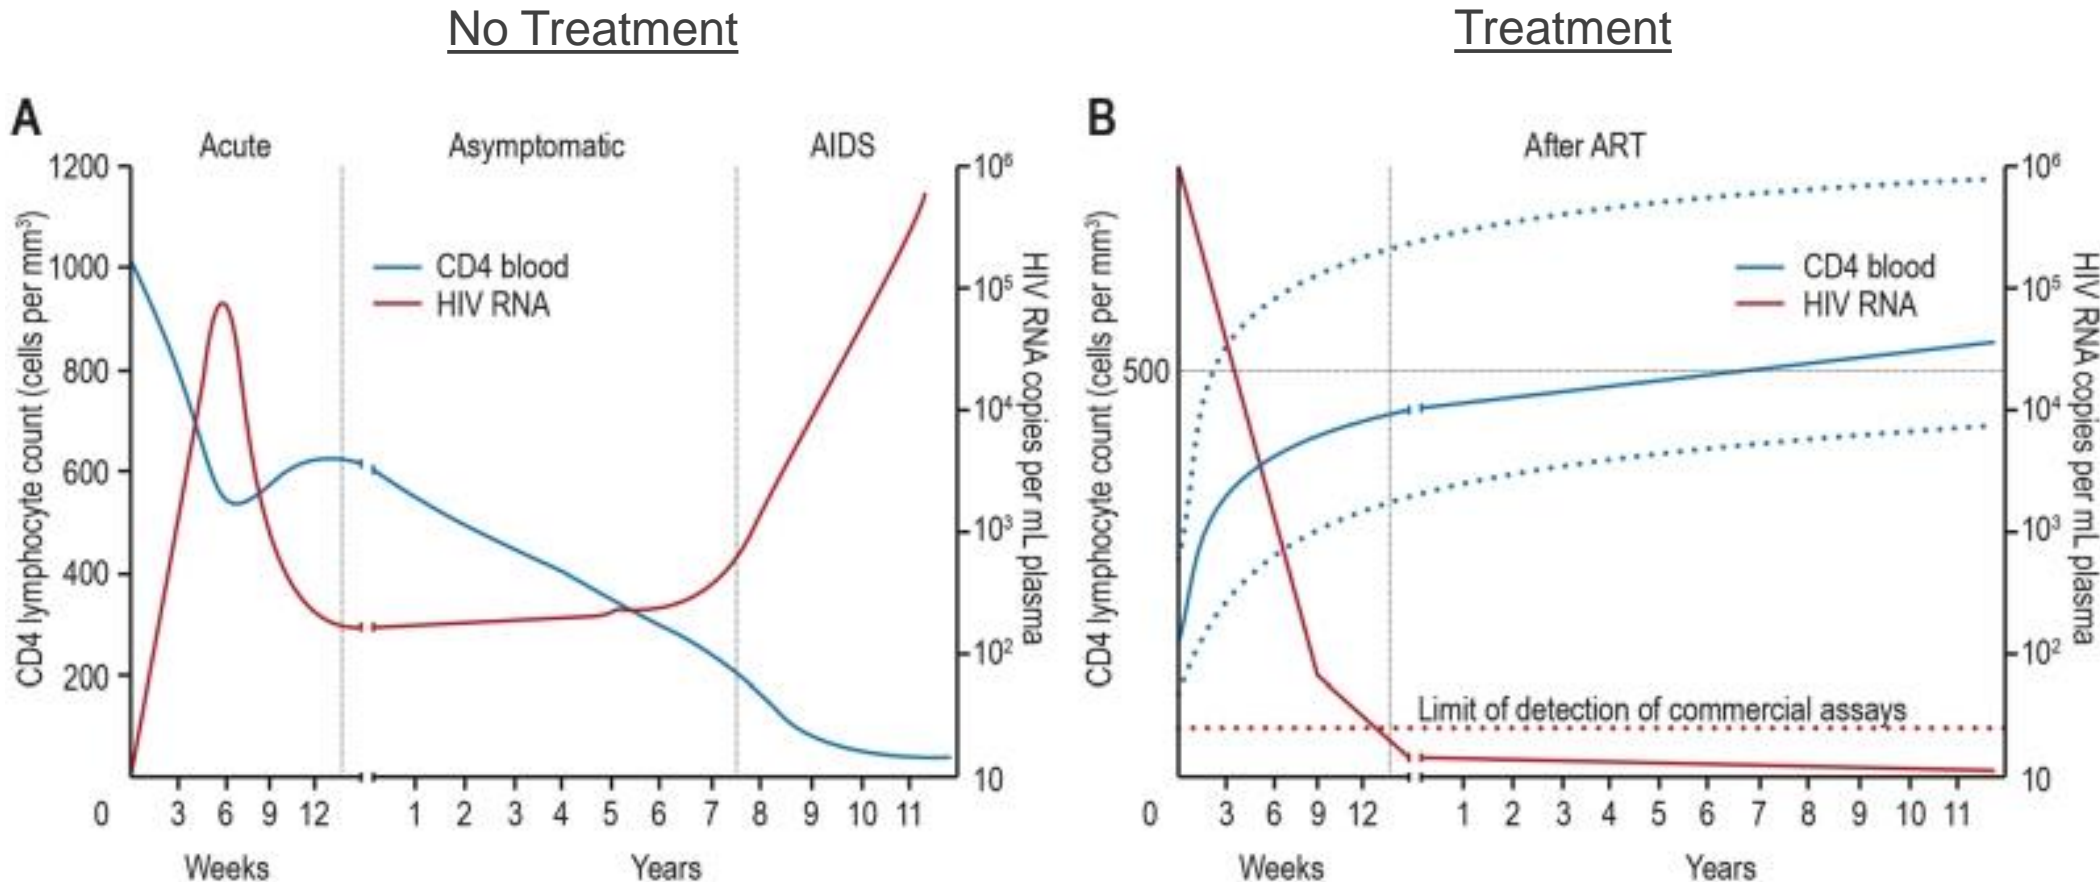 No Treatment
Treatment
A
Acute
Asymptomatic
AIDS
CD4 lymphocyte count (cells per mm³)
1200
1000
800
600
400
200
0
CD4 blood
HIV RNA
10⁶
10⁵
10⁴
10³
10²
10
HIV RNA copies per mL plasma
3 6 9 12
1 2 3 4 5 6 7 8 9 10 11
Weeks
Years
B
After ART
CD4 lymphocyte count (cells per mm³)
500
0
CD4 blood
HIV RNA
Limit of detection of commercial assays
10⁶
10⁵
10⁴
10³
10²
10
HIV RNA copies per mL plasma
3 6 9 12
1 2 3 4 5 6 7 8 9 10 11
Weeks
Years